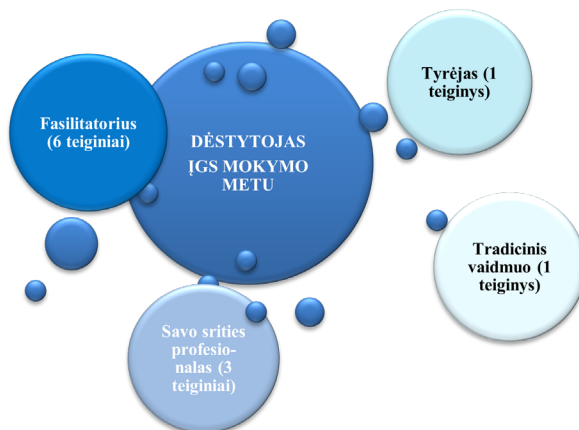 Fasilitatorius
(6 teiginiai)
DĖSTYTOJAS
ĮGS MOKYMO
METU
Tyrėjas (1
teiginys)
Tradicinis
vaidmuo (1
teiginys)
Savo srities
profesio-
nalas (3
teiginiai)